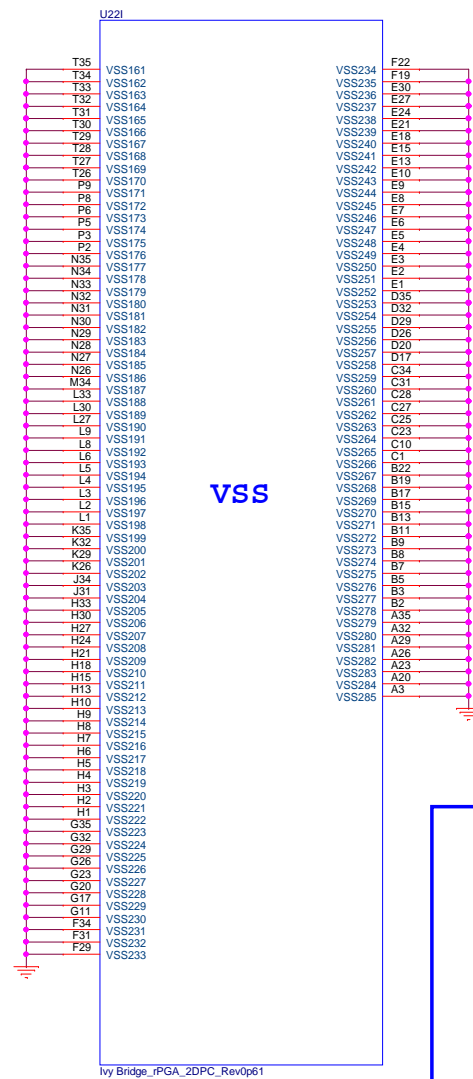 U22I
T35 VSS161
T34 VSS162
T33 VSS163
T32 VSS164
T31 VSS165
T30 VSS166
T29 VSS167
T28 VSS168
T27 VSS169
T26 VSS170
P9 VSS171
P8 VSS172
P6 VSS173
P5 VSS174
P3 VSS175
P2 VSS176
N35 VSS177
N34 VSS178
N33 VSS179
N32 VSS180
N31 VSS181
N30 VSS182
N29 VSS183
N28 VSS184
N27 VSS185
N26 VSS186
M34 VSS187
L33 VSS188
L30 VSS189
L27 VSS190
L9 VSS191
L8 VSS192
L6 VSS193
L5 VSS194
L4 VSS195
L3 VSS196
L2 VSS197
L1 VSS198
K35 VSS199
K32 VSS200
K29 VSS201
K26 VSS202
J34 VSS203
J31 VSS204
H33 VSS205
H30 VSS206
H27 VSS207
H24 VSS208
H21 VSS209
H18 VSS210
H15 VSS211
H13 VSS212
H10 VSS213
H9 VSS214
H8 VSS215
H7 VSS216
H6 VSS217
H5 VSS218
H4 VSS219
H3 VSS220
H2 VSS221
H1 VSS222
G35 VSS223
G32 VSS224
G29 VSS225
G26 VSS226
G23 VSS227
G20 VSS228
G17 VSS229
G11 VSS230
F34 VSS231
F31 VSS232
F29 VSS233
VSS
VSS234 F22
VSS235 F19
VSS236 E30
VSS237 E27
VSS238 E24
VSS239 E21
VSS240 E18
VSS241 E15
VSS242 E13
VSS243 E10
VSS244 E9
VSS245 E8
VSS246 E7
VSS247 E6
VSS248 E5
VSS249 E4
VSS250 E3
VSS251 E2
VSS252 E1
VSS253 D35
VSS254 D32
VSS255 D29
VSS256 D26
VSS257 D20
VSS258 D17
VSS259 C34
VSS260 C31
VSS261 C28
VSS262 C27
VSS263 C25
VSS264 C23
VSS265 C10
VSS266 C1
VSS267 B22
VSS268 B19
VSS269 B17
VSS270 B15
VSS271 B13
VSS272 B11
VSS273 B9
VSS274 B8
VSS275 B7
VSS276 B5
VSS277 B3
VSS278 B2
VSS279 A35
VSS280 A32
VSS281 A29
VSS282 A26
VSS283 A23
VSS284 A20
VSS285 A3
Ivy Bridge_rPGA_2DPC_Rev0p61